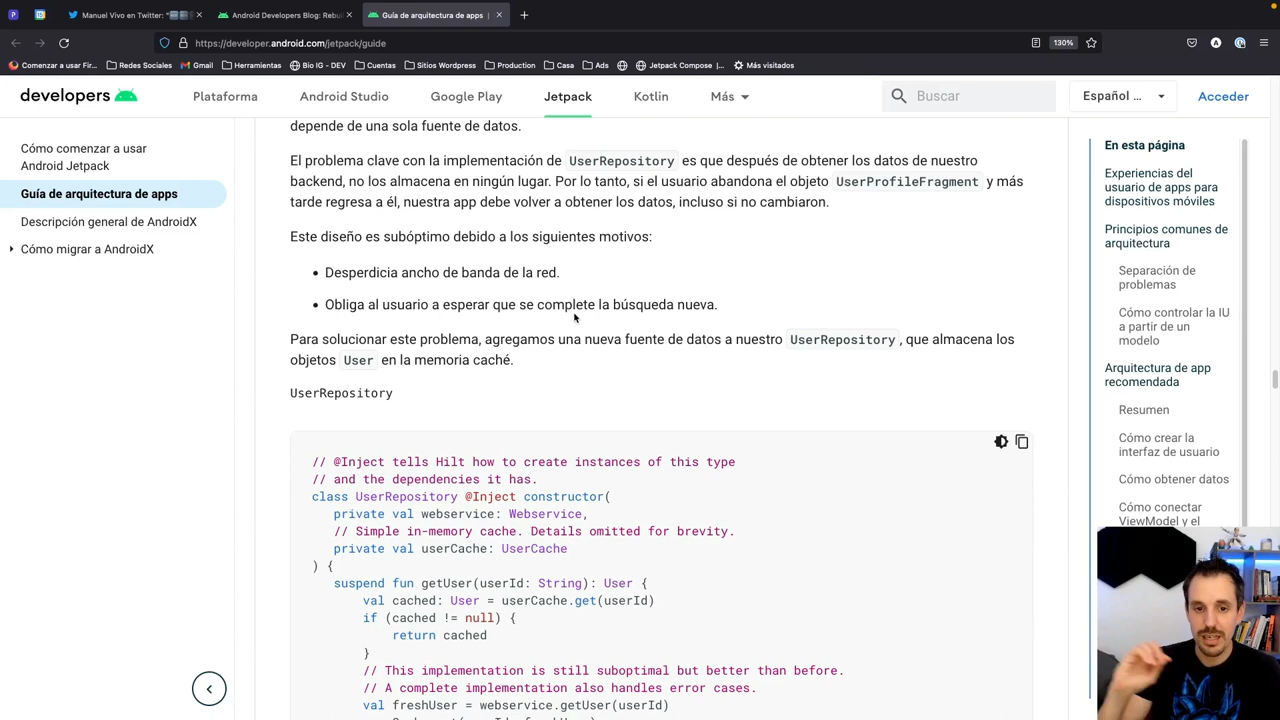 Manuel Vivo en Twitter: "
Android Developers Blog: Rebui
Guía de arquitectura de apps
https://developer.android.com/jetpack/guide
130%
Comenzar a usar Fir...
Redes Sociales
Gmail
Herramientas
Bio IG - DEV
Cuentas
Sitios Wordpress
Production
Casa
Ads
Jetpack Compose |...
Más visitados
developers
Plataforma
Android Studio
Google Play
Jetpack
Kotlin
Más
Buscar
Español ...
Acceder
Cómo comenzar a usar
Android Jetpack
Guía de arquitectura de apps
Descripción general de AndroidX
Cómo migrar a AndroidX
depende de una sola fuente de datos.
El problema clave con la implementación de UserRepository es que después de obtener los datos de nuestro
backend, no los almacena en ningún lugar. Por lo tanto, si el usuario abandona el objeto UserProfileFragment y más
tarde regresa a él, nuestra app debe volver a obtener los datos, incluso si no cambiaron.
Este diseño es subóptimo debido a los siguientes motivos:
• Desperdicia ancho de banda de la red.
• Obliga al usuario a esperar que se complete la búsqueda nueva.
Para solucionar este problema, agregamos una nueva fuente de datos a nuestro UserRepository, que almacena los
objetos User en la memoria caché.
UserRepository
// @Inject tells Hilt how to create instances of this type
// and the dependencies it has.
class UserRepository @Inject constructor(
private val webservice: Webservice,
// Simple in-memory cache. Details omitted for brevity.
private val userCache: UserCache
) {
suspend fun getUser(userId: String): User {
val cached: User = userCache.get(userId)
if (cached != null) {
return cached
}
// This implementation is still suboptimal but better than before.
// A complete implementation also handles error cases.
val freshUser = webservice.getUser(userId)
En esta página
Experiencias del
usuario de apps para
dispositivos móviles
Principios comunes de
arquitectura
Separación de
problemas
Cómo controlar la IU
a partir de un
modelo
Arquitectura de app
recomendada
Resumen
Cómo crear la
interfaz de usuario
Cómo obtener datos
Cómo conectar
ViewModel y el